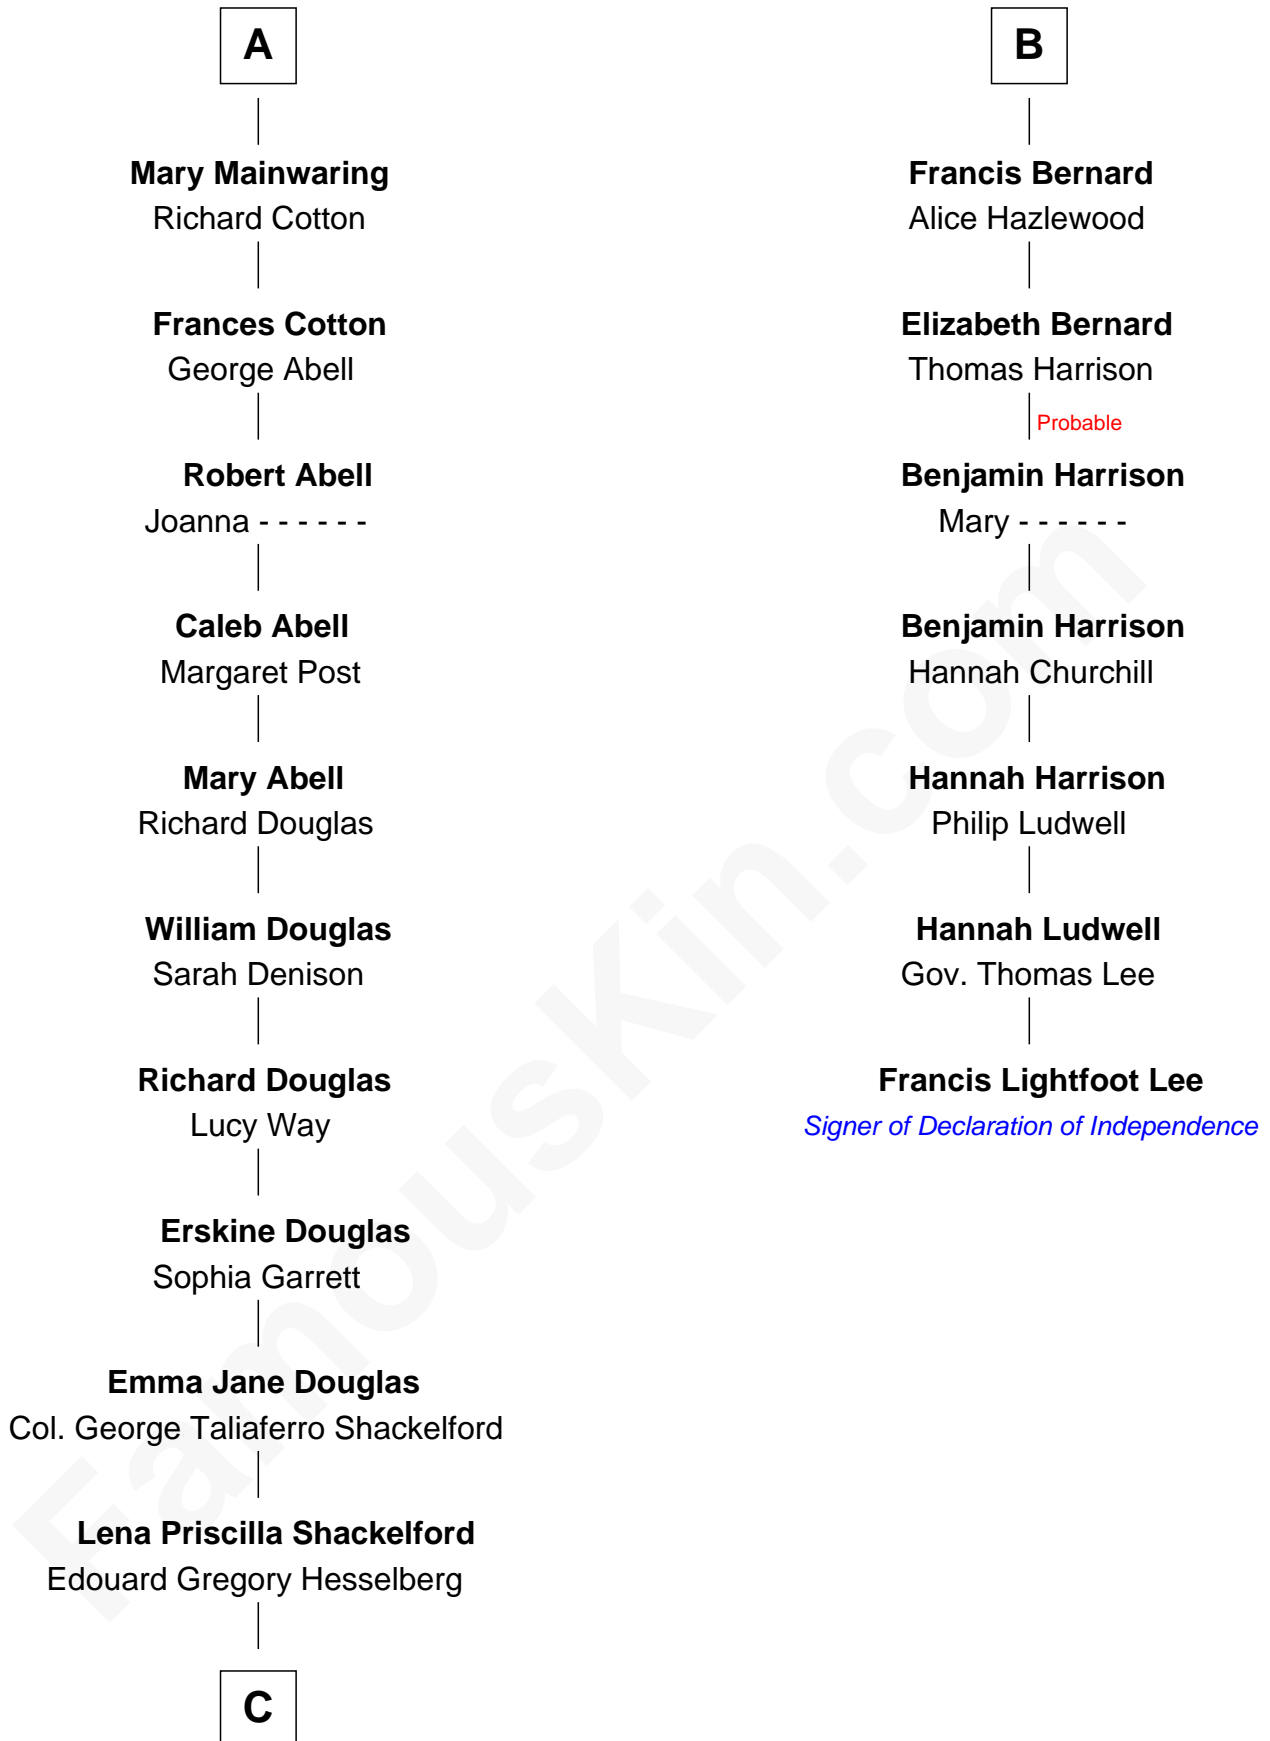 A
Mary Mainwaring
Richard Cotton
Frances Cotton
George Abell
Robert Abell
Joanna - - - - - -
Caleb Abell
Margaret Post
Mary Abell
Richard Douglas
William Douglas
Sarah Denison
Richard Douglas
Lucy Way
Erskine Douglas
Sophia Garrett
Emma Jane Douglas
Col. George Taliaferro Shackelford
Lena Priscilla Shackelford
Edouard Gregory Hesselberg
C
B
Francis Bernard
Alice Hazlewood
Elizabeth Bernard
Thomas Harrison
Probable
Benjamin Harrison
Mary - - - - - -
Benjamin Harrison
Hannah Churchill
Hannah Harrison
Philip Ludwell
Hannah Ludwell
Gov. Thomas Lee
Francis Lightfoot Lee
Signer of Declaration of Independence
FamousKin.com